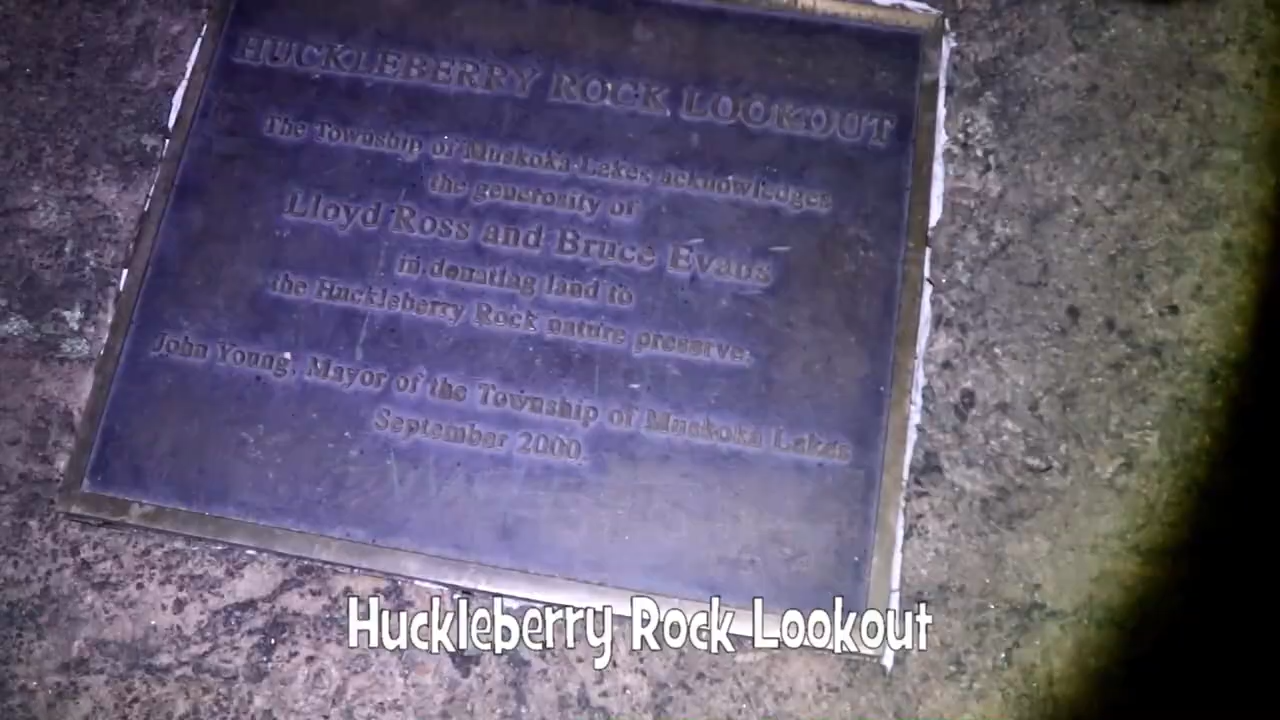 HUCKLEBERRY ROCK LOOKOUT
The Township of Muskoka Lakes acknowledges
the generosity of
Lloyd Ross and Bruce Evans
in donating land to
the Huckleberry Rock nature preserve.
John Young, Mayor of the Township of Muskoka Lakes
September 2000
Huckleberry Rock Lookout